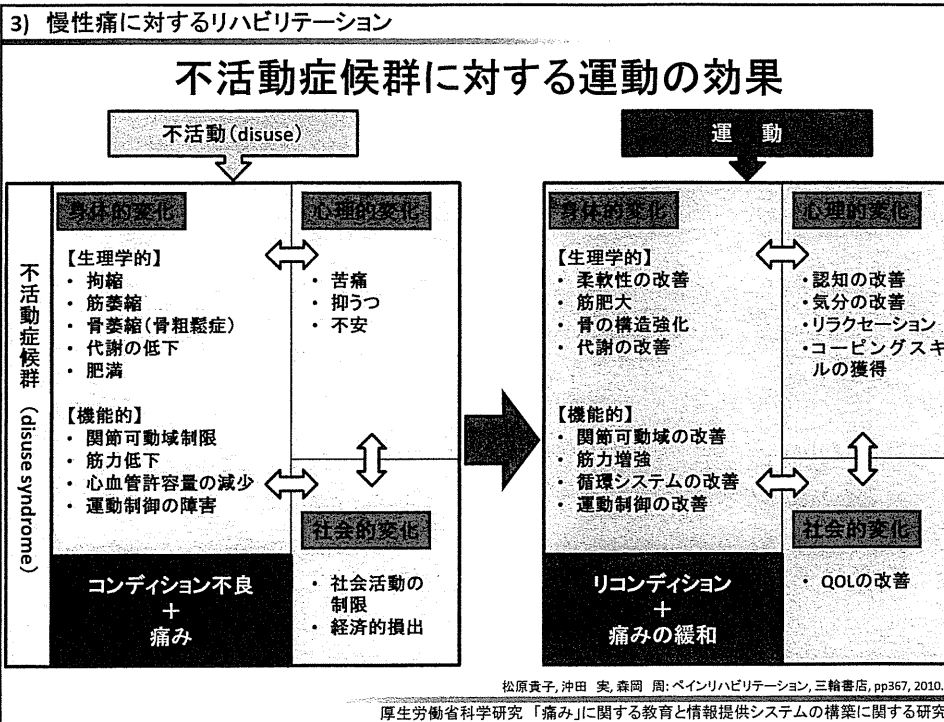 3) 慢性痛に対するリハビリテーション
不活動症候群に対する運動の効果
不活動(disuse)
不活動症候群 (disuse syndrome)
身体的変化
【生理学的】
・ 拘縮
・ 筋萎縮
・ 骨萎縮(骨粗鬆症)
・ 代謝の低下
・ 肥満
【機能的】
・ 関節可動域制限
・ 筋力低下
・ 心血管許容量の減少
・ 運動制御の障害
コンディション不良
+
痛み
心理的変化
・ 苦痛
・ 抑うつ
・ 不安
社会的変化
・ 社会活動の
制限
・ 経済的損出
運 動
身体的変化
【生理学的】
・ 柔軟性の改善
・ 筋肥大
・ 骨の構造強化
・ 代謝の改善
【機能的】
・ 関節可動域の改善
・ 筋力増強
・ 循環システムの改善
・ 運動制御の改善
リコンディション
+
痛みの緩和
心理的変化
・認知の改善
・気分の改善
・リラクセーション
・コーピングスキ
ルの獲得
社会的変化
・ QOLの改善
松原貴子, 沖田 実, 森岡 周: ペインリハビリテーション, 三輪書店, pp367, 2010.
厚生労働省科学研究 「痛み」に関する教育と情報提供システムの構築に関する研究